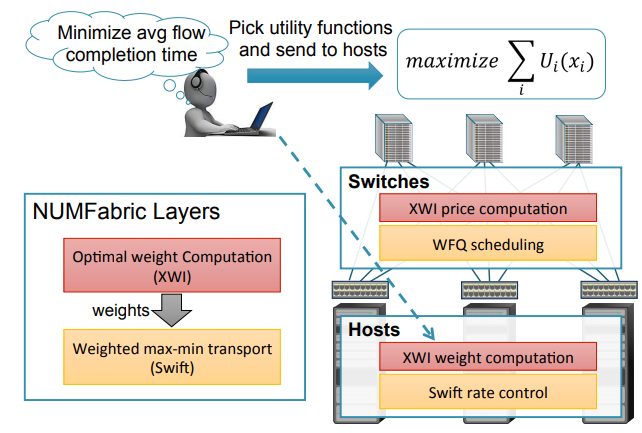 Minimize avg flow
completion time
Pick utility functions
and send to hosts
maximize ∑ U_i(x_i)
i
Switches
XWI price computation
WFQ scheduling
NUMFabric Layers
Optimal weight Computation
(XWI)
weights
Weighted max-min transport
(Swift)
Hosts
XWI weight computation
Swift rate control